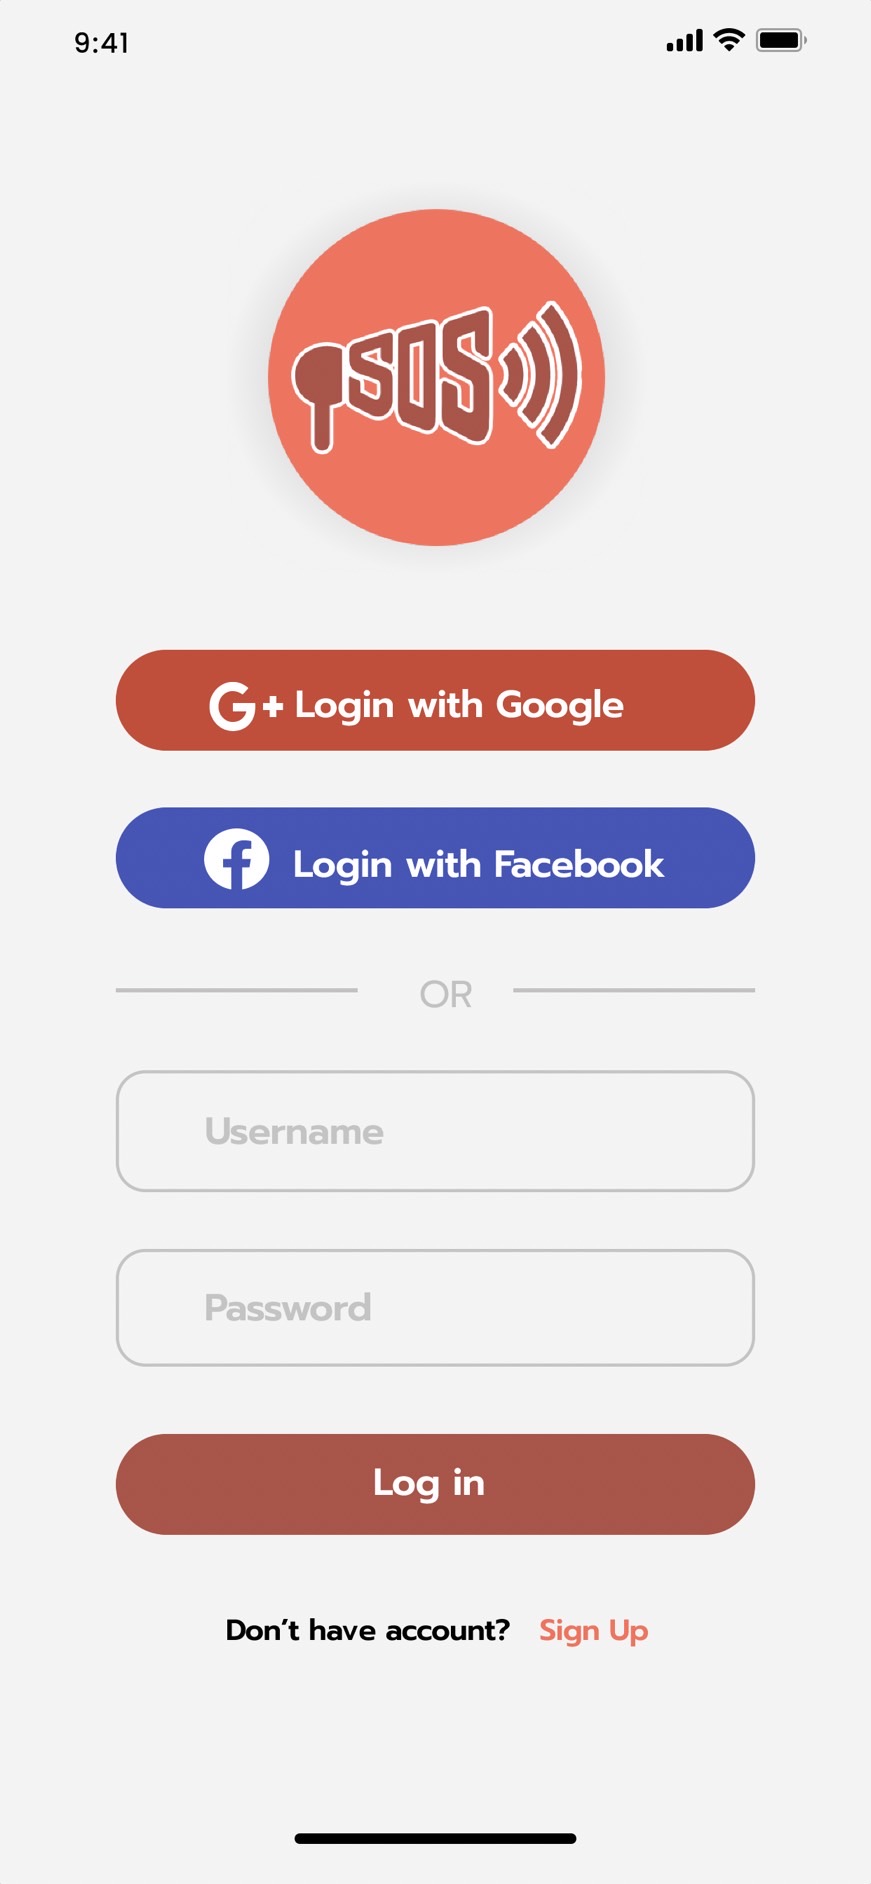 9:41
SOS
G+ Login with Google
Login with Facebook
OR
Username
Password
Log in
Don’t have account? Sign Up